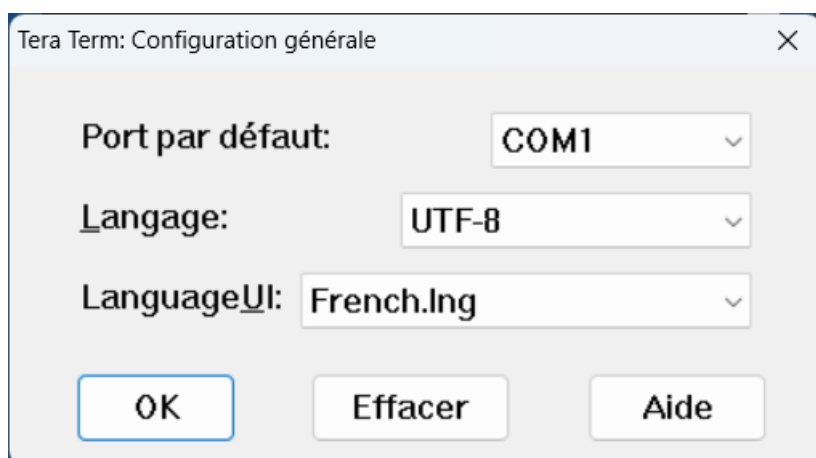 Tera Term: Configuration générale
Port par défaut: COM1
Langage: UTF-8
LanguageUI: French.lng
OK Effacer Aide